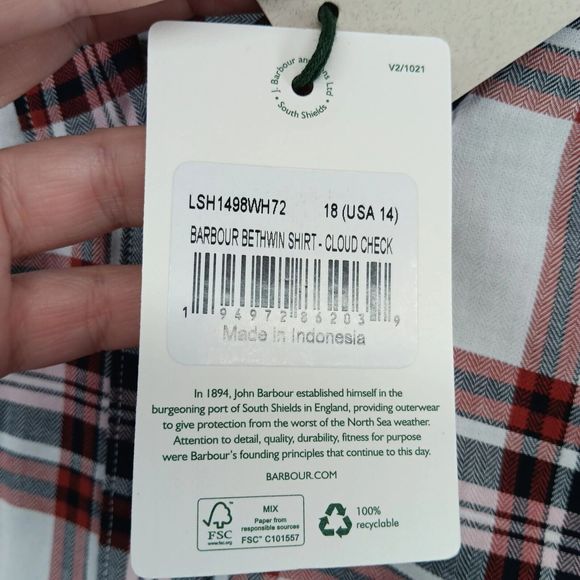 V2/1021
J. Barbour and Sons Ltd
• South Shields •
LSH1498WH72 18 (USA 14)
BARBOUR BETHWIN SHIRT - CLOUD CHECK
1 94972 86203 9
Made in Indonesia
In 1894, John Barbour established himself in the
burgeoning port of South Shields in England, providing outerwear
to give protection from the worst of the North Sea weather.
Attention to detail, quality, durability, fitness for purpose
were Barbour's founding principles that continue to this day.
BARBOUR.COM
FSC
www.fsc.org
MIX
Paper from
responsible sources
FSC™ C101557
100%
recyclable